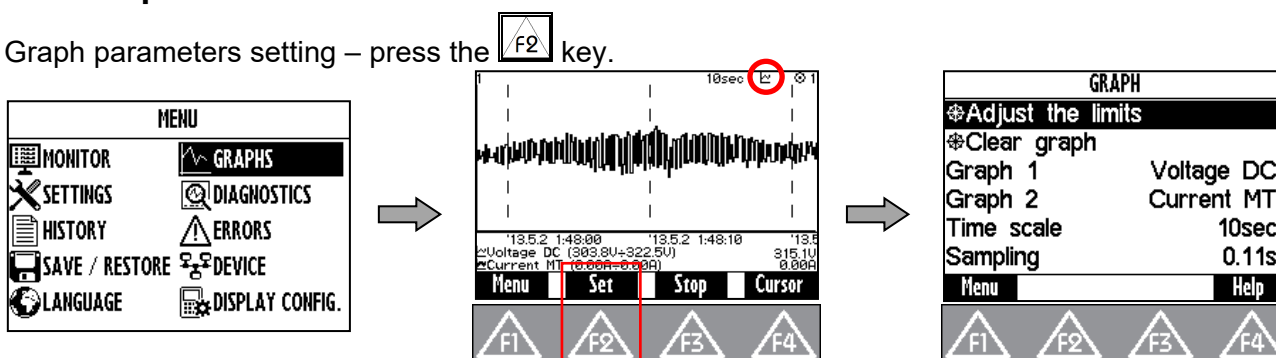 Graph parameters setting – press the F2 key.
MENU
MONITOR GRAPHS
SETTINGS DIAGNOSTICS
HISTORY ERRORS
SAVE / RESTORE DEVICE
LANGUAGE DISPLAY CONFIG.
1 10sec 1
'13.5.2 1:48:00 '13.5.2 1:48:10 '13.5
Voltage DC (303.8V÷322.5V) 315.1V
Current MT (0.00A÷0.00A) 0.00A
Menu Set Stop Cursor
F1 F2 F3 F4
GRAPH
Adjust the limits
Clear graph
Graph 1 Voltage DC
Graph 2 Current MT
Time scale 10sec
Sampling 0.11s
Menu Help
F1 F2 F3 F4